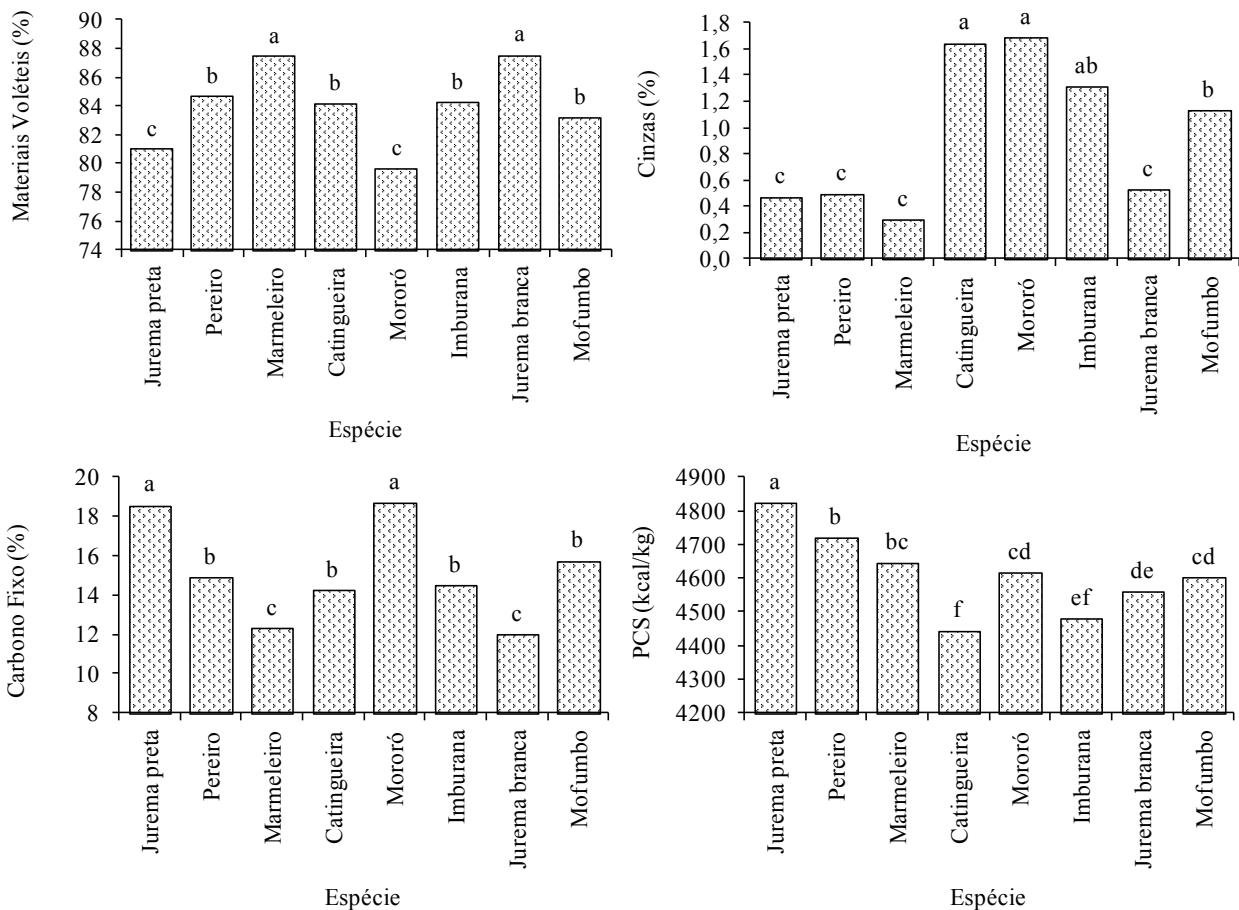 Materiais Voléteis (%)
90
88
86
84
82
80
78
76
74
c
b
a
b
c
b
a
b
Jurema preta
Pereiro
Marmeleiro
Catingueira
Mororó
Imburana
Jurema branca
Mofumbo
Espécie
Cinzas (%)
1,8
1,6
1,4
1,2
1,0
0,8
0,6
0,4
0,2
0,0
c
c
c
a
a
ab
c
b
Jurema preta
Pereiro
Marmeleiro
Catingueira
Mororó
Imburana
Jurema branca
Mofumbo
Espécie
Carbono Fixo (%)
20
18
16
14
12
10
8
a
b
c
b
a
b
c
b
Jurema preta
Pereiro
Marmeleiro
Catingueira
Mororó
Imburana
Jurema branca
Mofumbo
Espécie
PCS (kcal/kg)
4900
4800
4700
4600
4500
4400
4300
4200
a
b
bc
f
cd
ef
de
cd
Jurema preta
Pereiro
Marmeleiro
Catingueira
Mororó
Imburana
Jurema branca
Mofumbo
Espécie